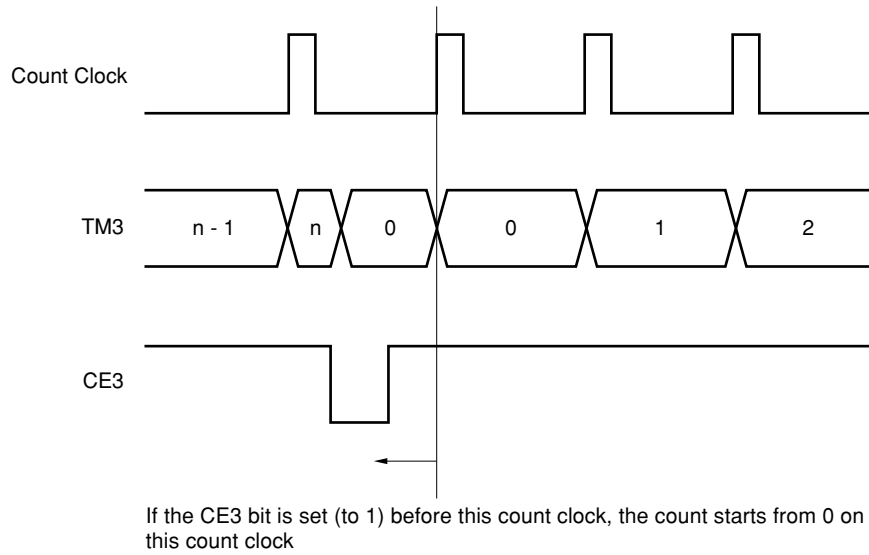 Count Clock
TM3
n - 1
n
0
0
1
2
CE3
If the CE3 bit is set (to 1) before this count clock, the count starts from 0 on
this count clock